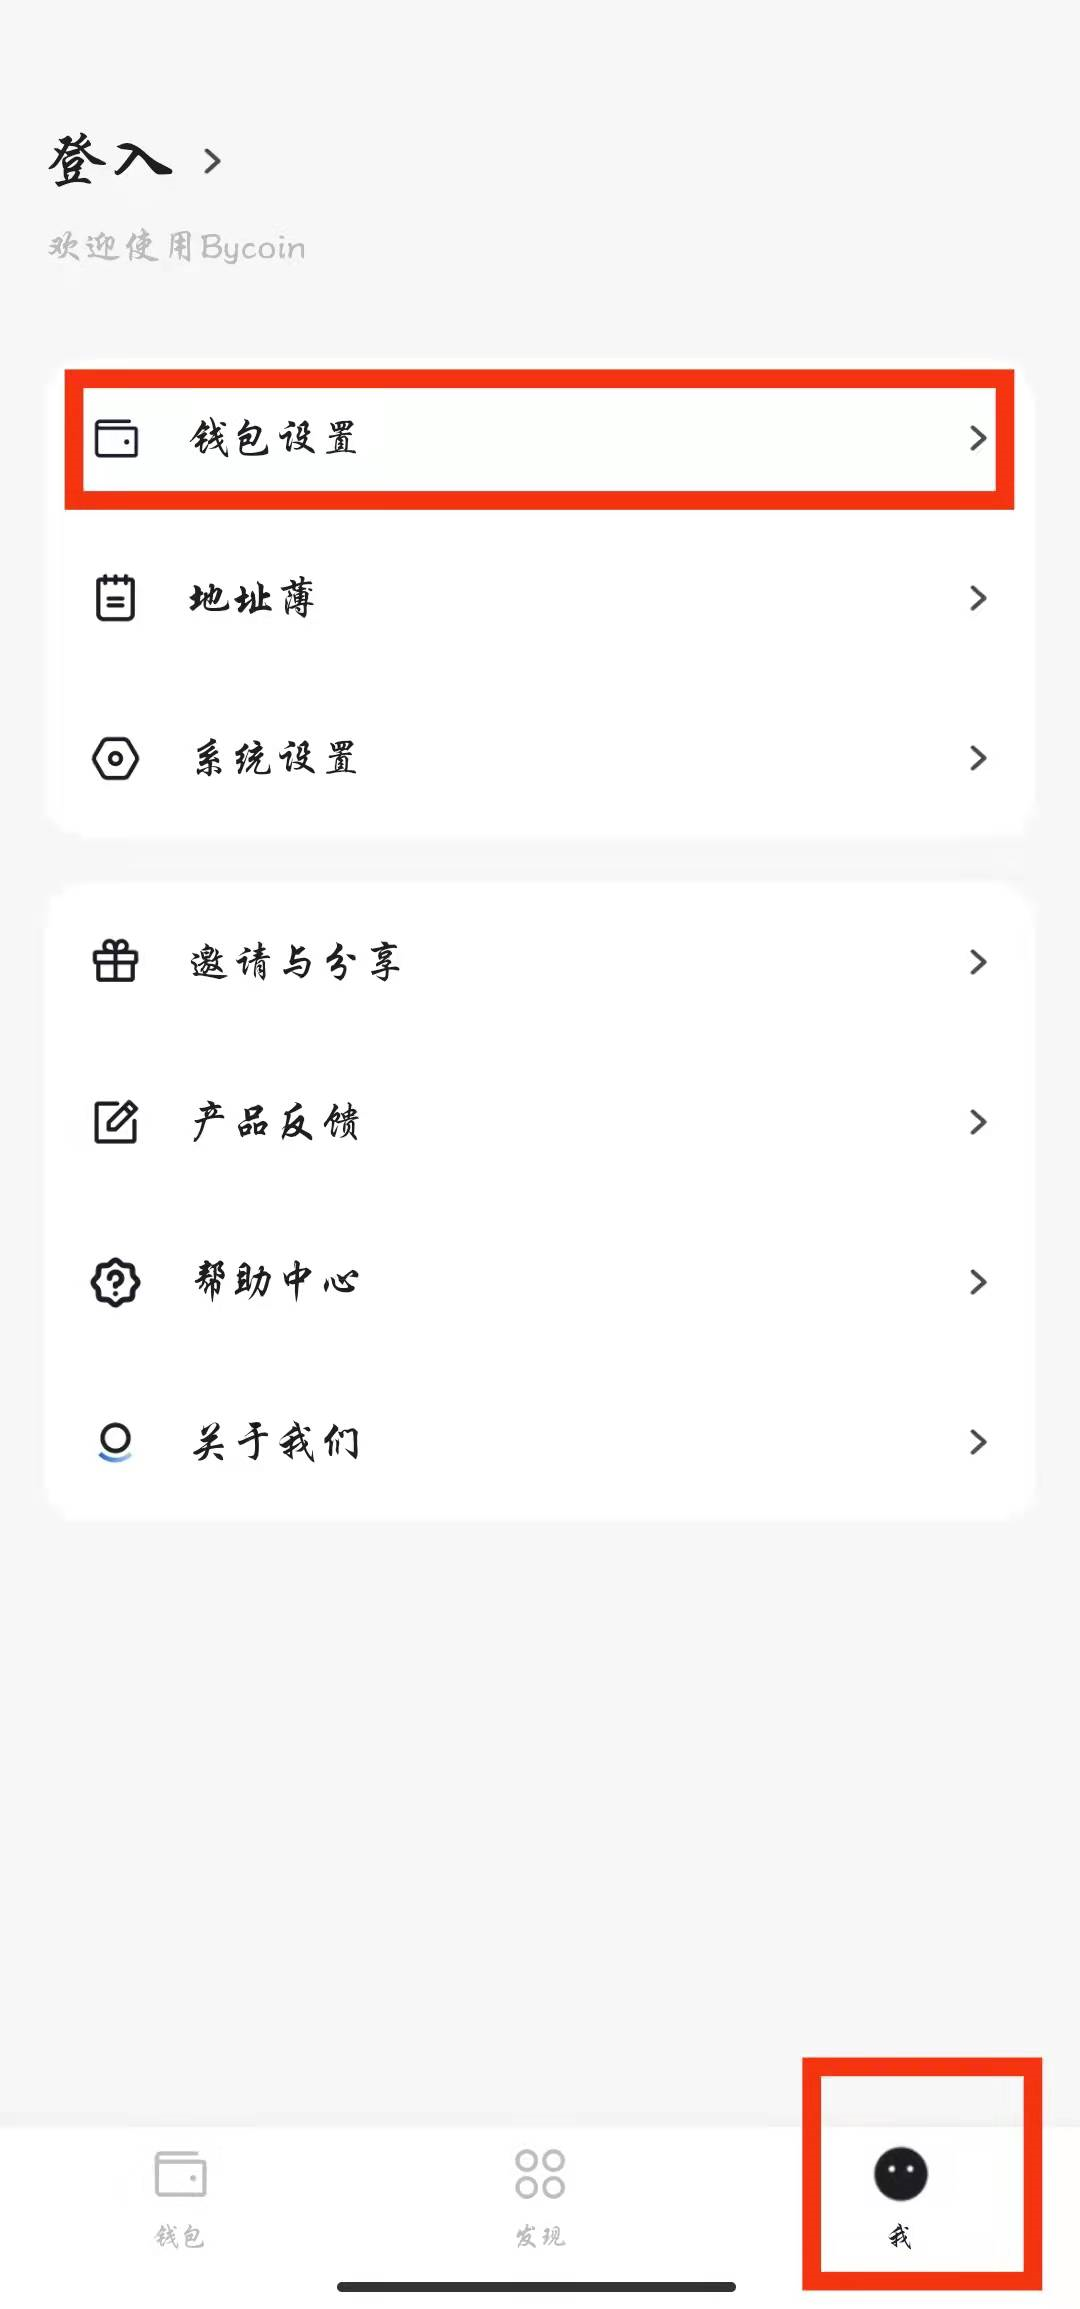 登入
欢迎使用Bycoin
钱包设置
地址薄
系统设置
邀请与分享
产品反馈
帮助中心
关于我们
钱包
发现
我